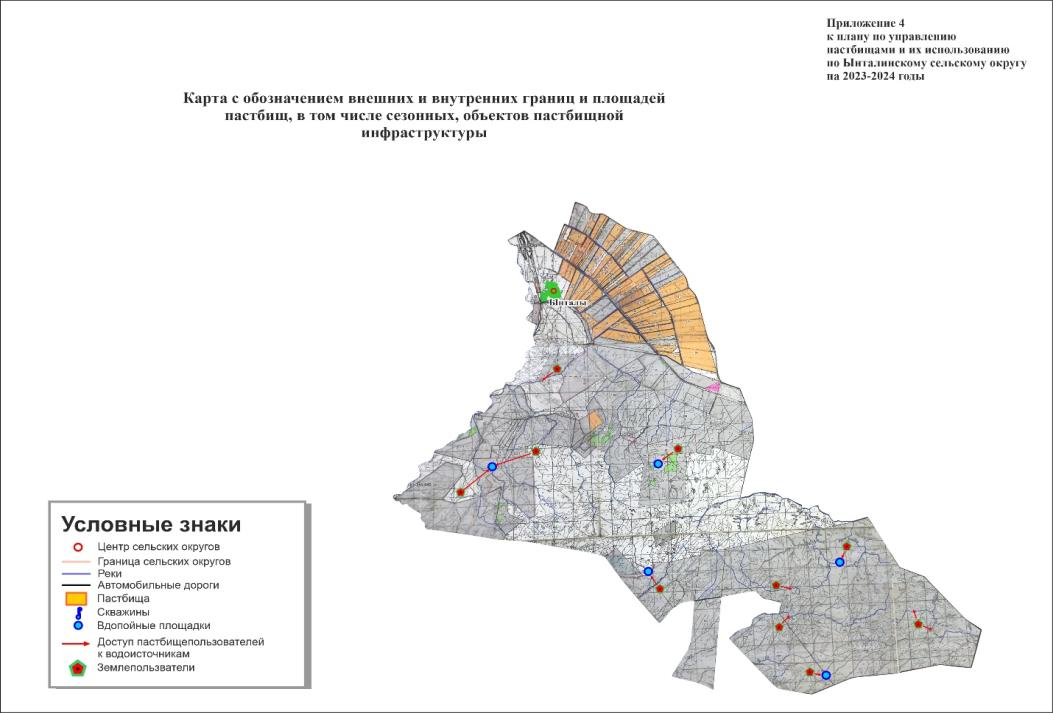 Приложение 4
к плану по управлению
пастбищами и их использованию
по Ынталинскому сельскому округу
на 2023-2024 годы
Карта с обозначением внешних и внутренних границ и площадей
пастбищ, в том числе сезонных, объектов пастбищной
инфраструктуры
Ынталы
Условные знаки
Центр сельских округов
Граница сельских округов
Реки
Автомобильные дороги
Пастбища
Скважины
Вдопойные площадки
Доступ пастбищепользователей
к водоисточникам
Землепользватели